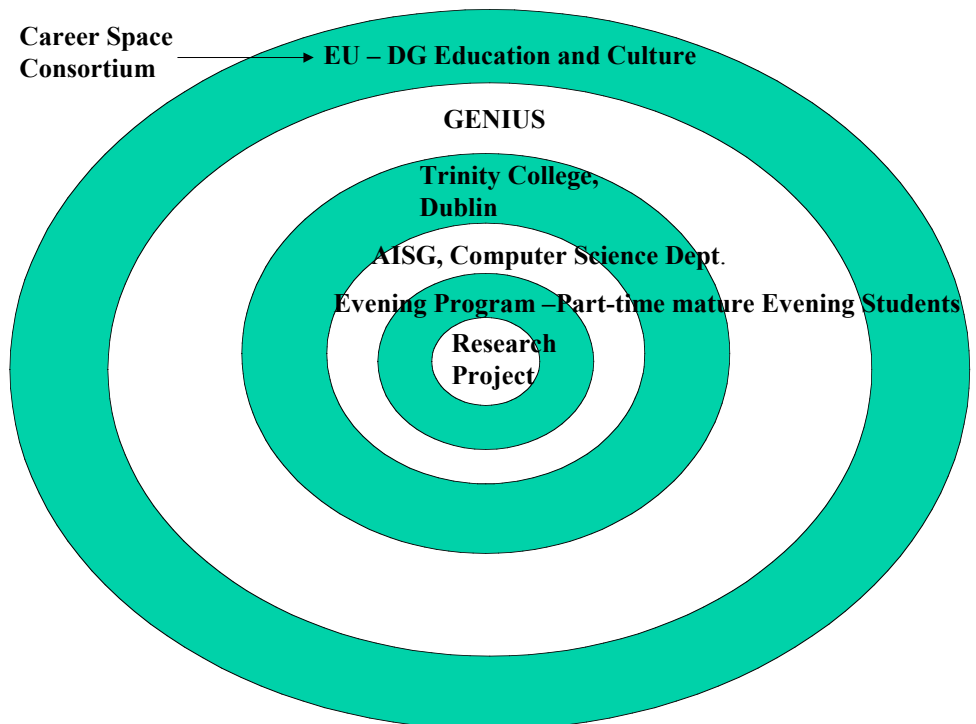 Career Space
Consortium
EU – DG Education and Culture
GENIUS
Trinity College,
Dublin
AISG, Computer Science Dept.
Evening Program –Part-time mature Evening Students
Research
Project